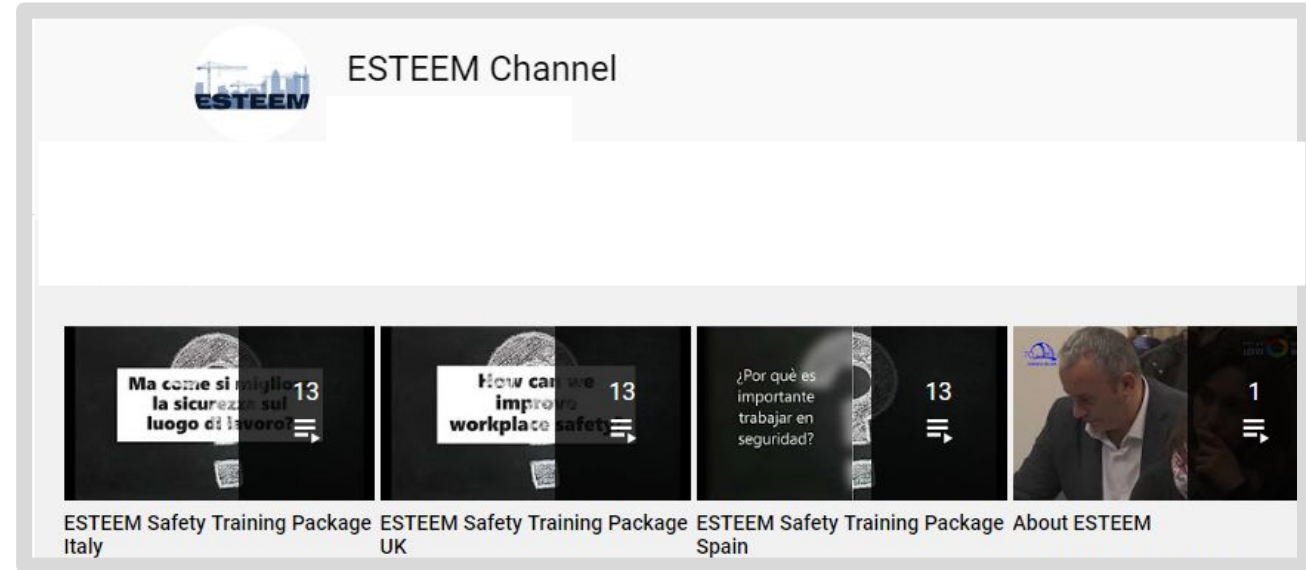 ESTEEM
ESTEEM Channel
Ma come si miglio
la sicurezza sul
luogo di lavoro?
13
How can we
improve
workplace safety?
13
¿Por què es
importante
trabajar en
seguridad?
13
1
ESTEEM Safety Training Package
Italy
ESTEEM Safety Training Package
UK
ESTEEM Safety Training Package
Spain
About ESTEEM